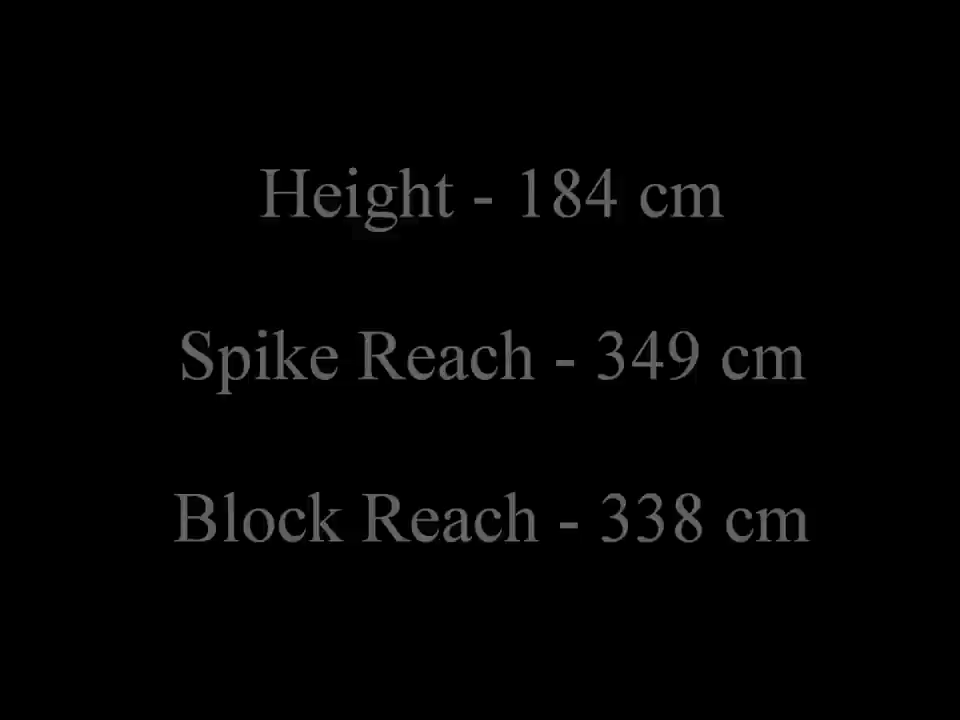 Height - 184 cm
Spike Reach - 349 cm
Block Reach - 338 cm